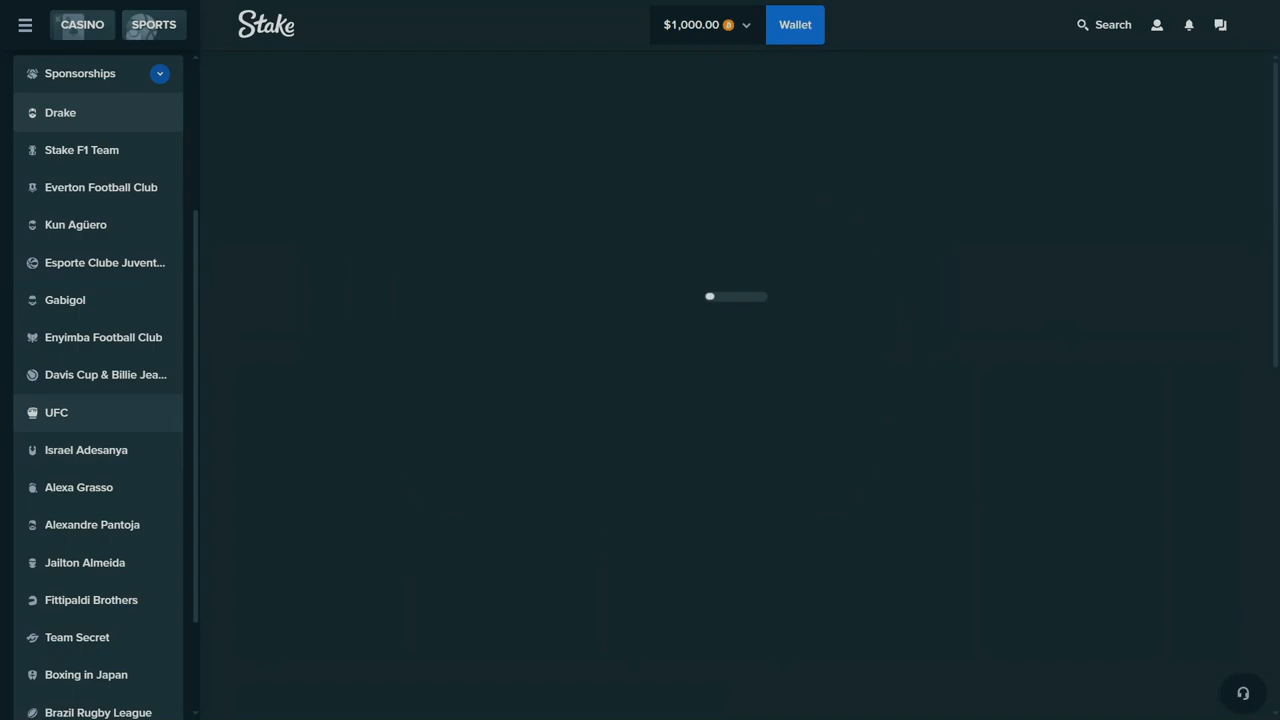 CASINO
SPORTS
Stake
$1,000.00
Wallet
Search
Sponsorships
Drake
Stake F1 Team
Everton Football Club
Kun Agüero
Esporte Clube Juvent...
Gabigol
Enyimba Football Club
Davis Cup & Billie Jea...
UFC
Israel Adesanya
Alexa Grasso
Alexandre Pantoja
Jailton Almeida
Fittipaldi Brothers
Team Secret
Boxing in Japan
Brazil Rugby League